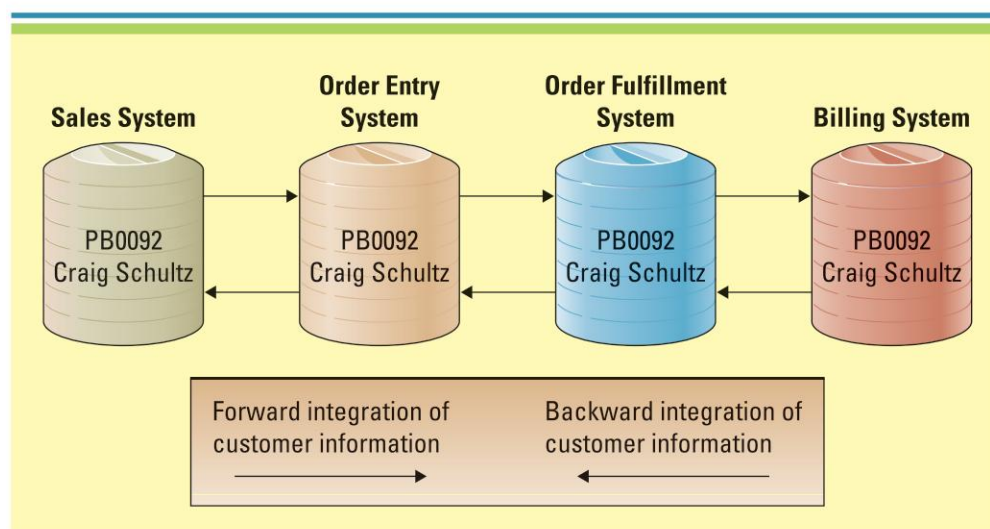 Sales System
Order Entry
System
Order Fulfillment
System
Billing System
PB0092
Craig Schultz
PB0092
Craig Schultz
PB0092
Craig Schultz
PB0092
Craig Schultz
Forward integration of
customer information
Backward integration of
customer information